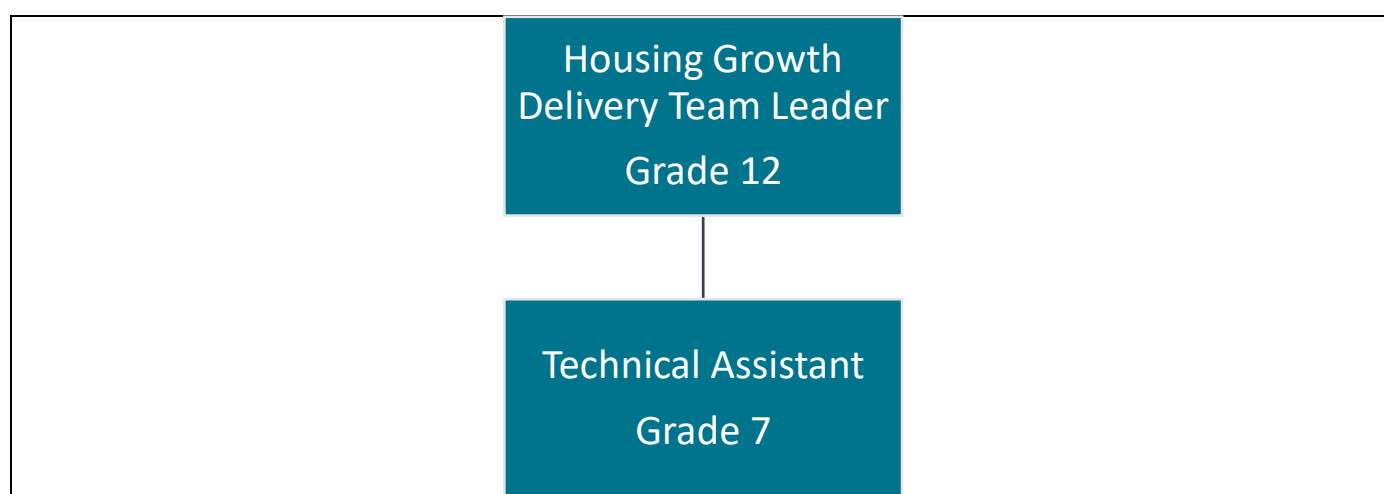 Housing Growth
Delivery Team Leader
Grade 12
Technical Assistant
Grade 7